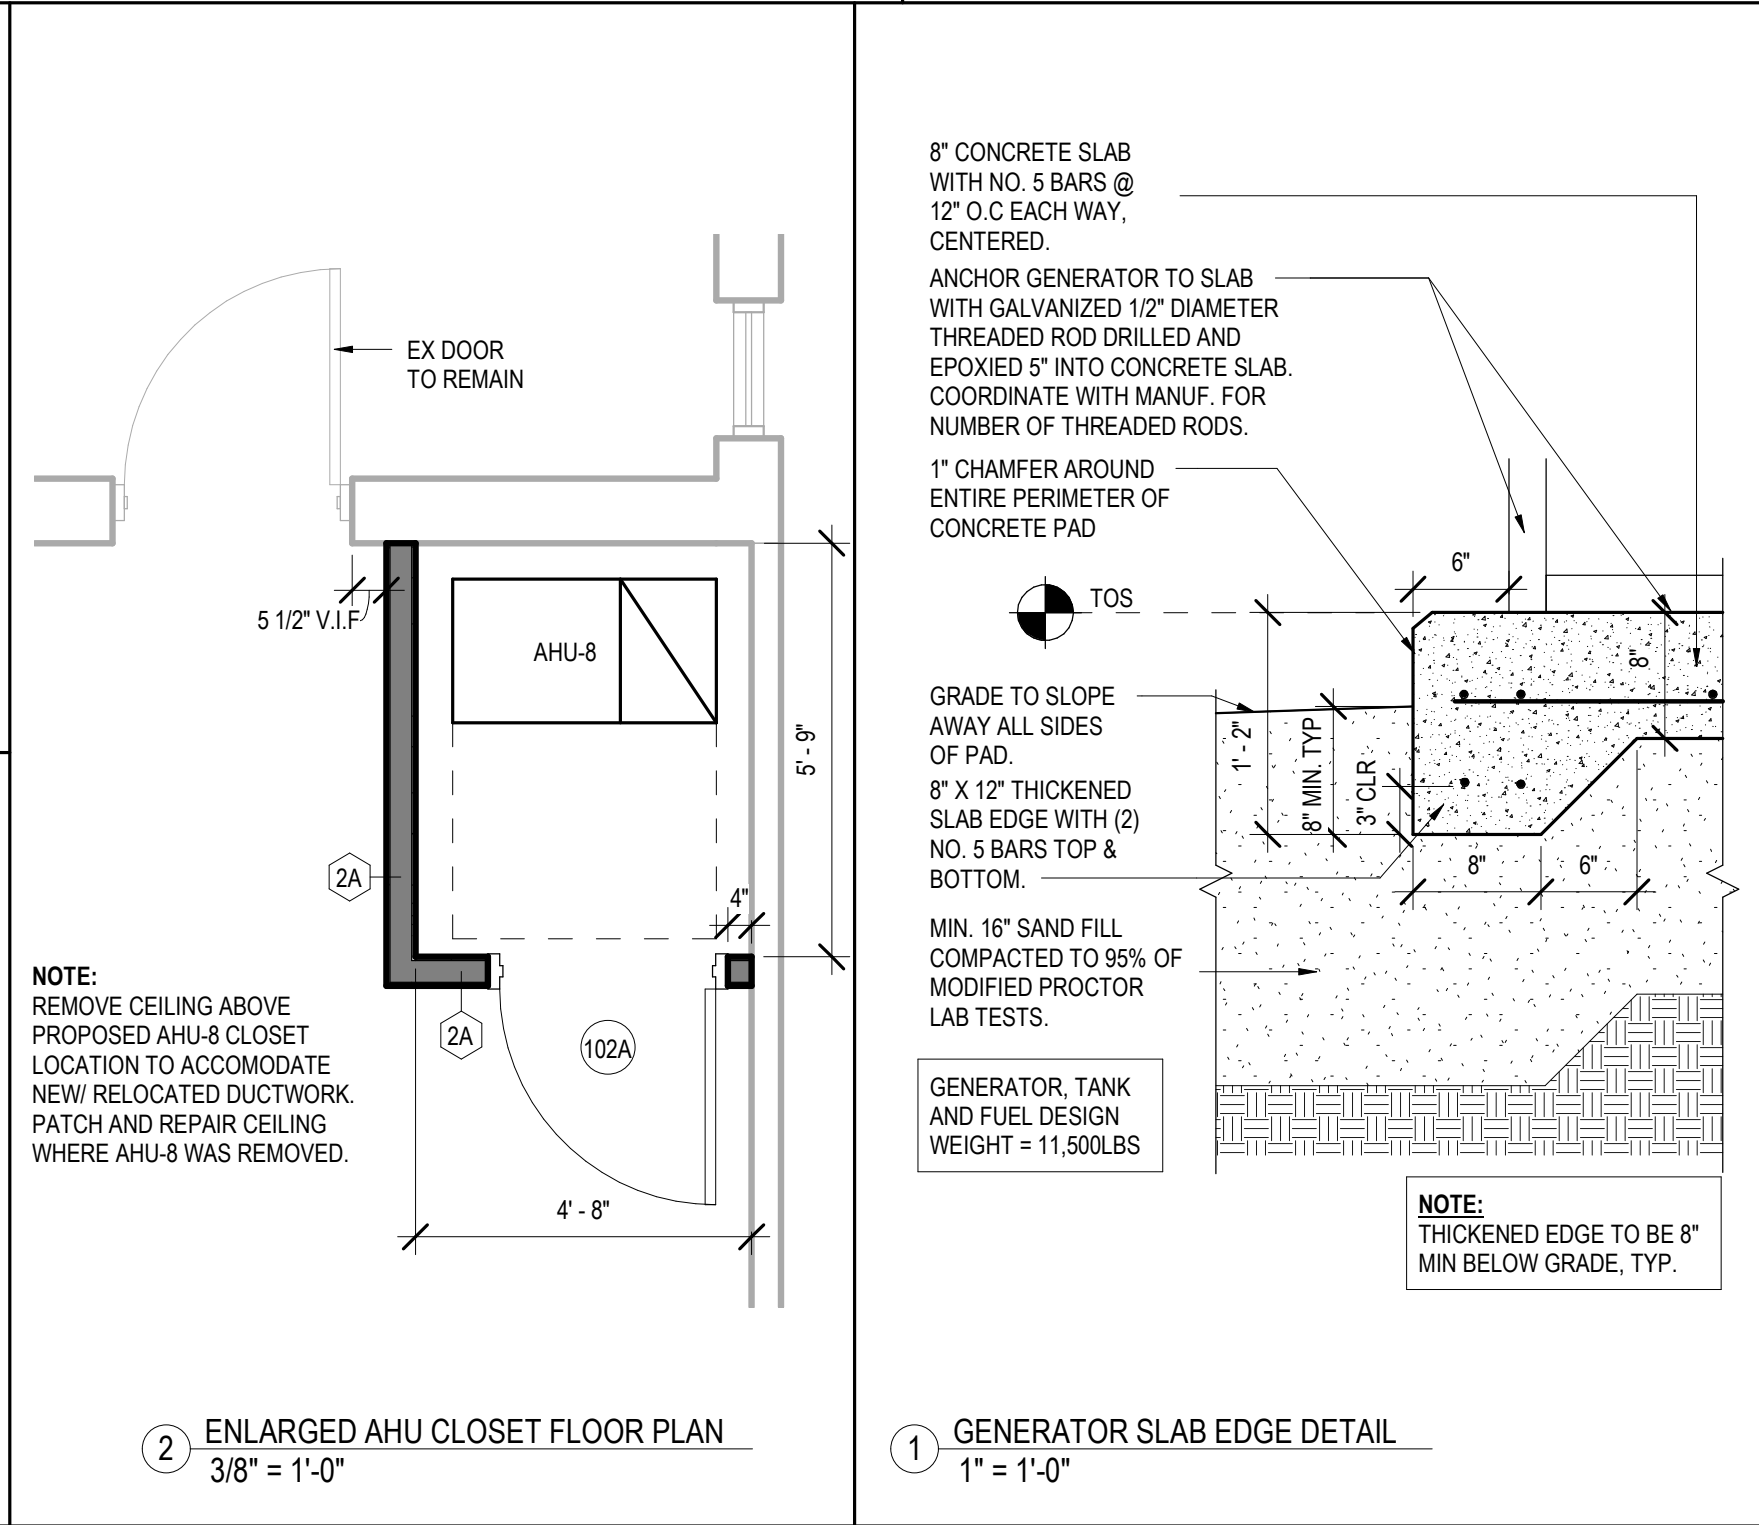 EX DOOR
TO REMAIN
5 1/2" V.I.F
AHU-8
5' - 9"
2A
4"
2A
102A
4' - 8"
NOTE:
REMOVE CEILING ABOVE
PROPOSED AHU-8 CLOSET
LOCATION TO ACCOMODATE
NEW/ RELOCATED DUCTWORK.
PATCH AND REPAIR CEILING
WHERE AHU-8 WAS REMOVED.
2
ENLARGED AHU CLOSET FLOOR PLAN
3/8" = 1'-0"
8" CONCRETE SLAB
WITH NO. 5 BARS @
12" O.C EACH WAY,
CENTERED.
ANCHOR GENERATOR TO SLAB
WITH GALVANIZED 1/2" DIAMETER
THREADED ROD DRILLED AND
EPOXIED 5" INTO CONCRETE SLAB.
COORDINATE WITH MANUF. FOR
NUMBER OF THREADED RODS.
1" CHAMFER AROUND
ENTIRE PERIMETER OF
CONCRETE PAD
6"
TOS
8"
GRADE TO SLOPE
AWAY ALL SIDES
OF PAD.
1' - 2"
8" MIN. TYP
3" CLR
8" X 12" THICKENED
SLAB EDGE WITH (2)
NO. 5 BARS TOP &
BOTTOM.
8"
6"
MIN. 16" SAND FILL
COMPACTED TO 95% OF
MODIFIED PROCTOR
LAB TESTS.
GENERATOR, TANK
AND FUEL DESIGN
WEIGHT = 11,500LBS
NOTE:
THICKENED EDGE TO BE 8"
MIN BELOW GRADE, TYP.
1
GENERATOR SLAB EDGE DETAIL
1" = 1'-0"